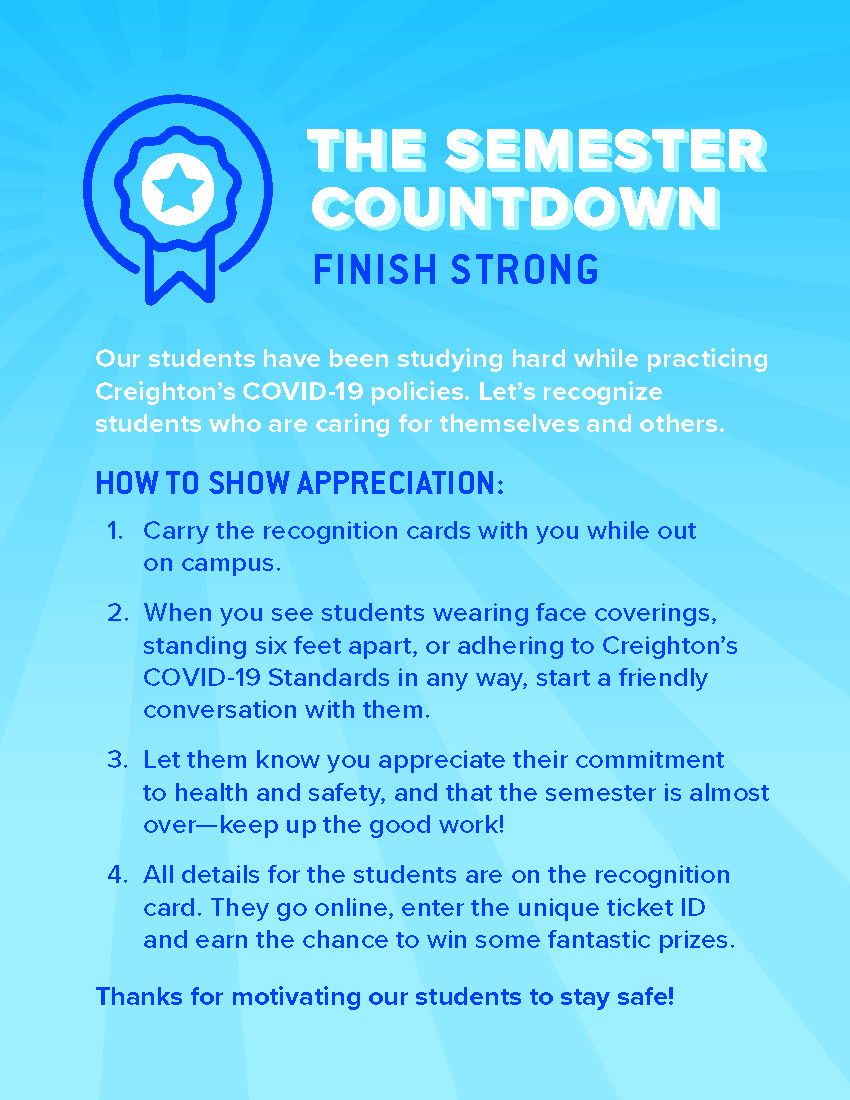 THE SEMESTER
COUNTDOWN
FINISH STRONG
Our students have been studying hard while practicing
Creighton’s COVID-19 policies. Let’s recognize
students who are caring for themselves and others.
HOW TO SHOW APPRECIATION:
1. Carry the recognition cards with you while out
on campus.
2. When you see students wearing face coverings,
standing six feet apart, or adhering to Creighton’s
COVID-19 Standards in any way, start a friendly
conversation with them.
3. Let them know you appreciate their commitment
to health and safety, and that the semester is almost
over—keep up the good work!
4. All details for the students are on the recognition
card. They go online, enter the unique ticket ID
and earn the chance to win some fantastic prizes.
Thanks for motivating our students to stay safe!